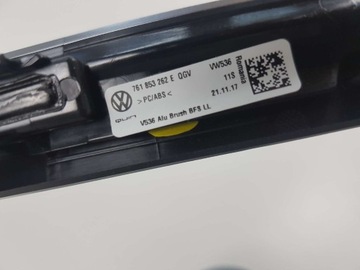 761 853 262 E QGV VW536
>PC/ABS< 11S
21.11.17
Romania
V536 Alu Brush BFS LL